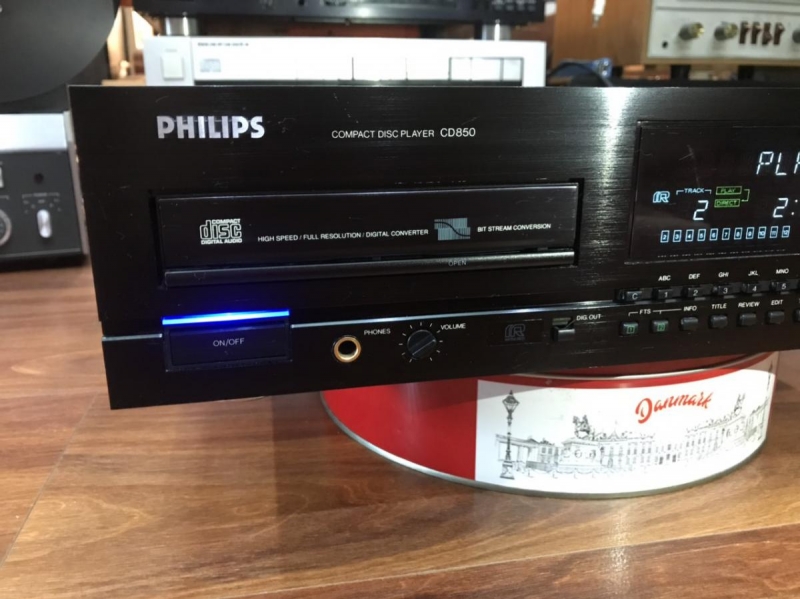 PHILIPS
COMPACT DISC PLAYER CD850
COMPACT
disc
DIGITAL AUDIO
HIGH SPEED / FULL RESOLUTION / DIGITAL CONVERTER
BIT STREAM CONVERSION
OPEN
PLA
TRACK
PLAY
DIRECT
2
2:
ABC DEF GHI JKL MNO
C 1 2 3 4 5
FTS INFO TITLE REVIEW EDIT
ON/OFF
PHONES
VOLUME
DIG OUT
Danmark